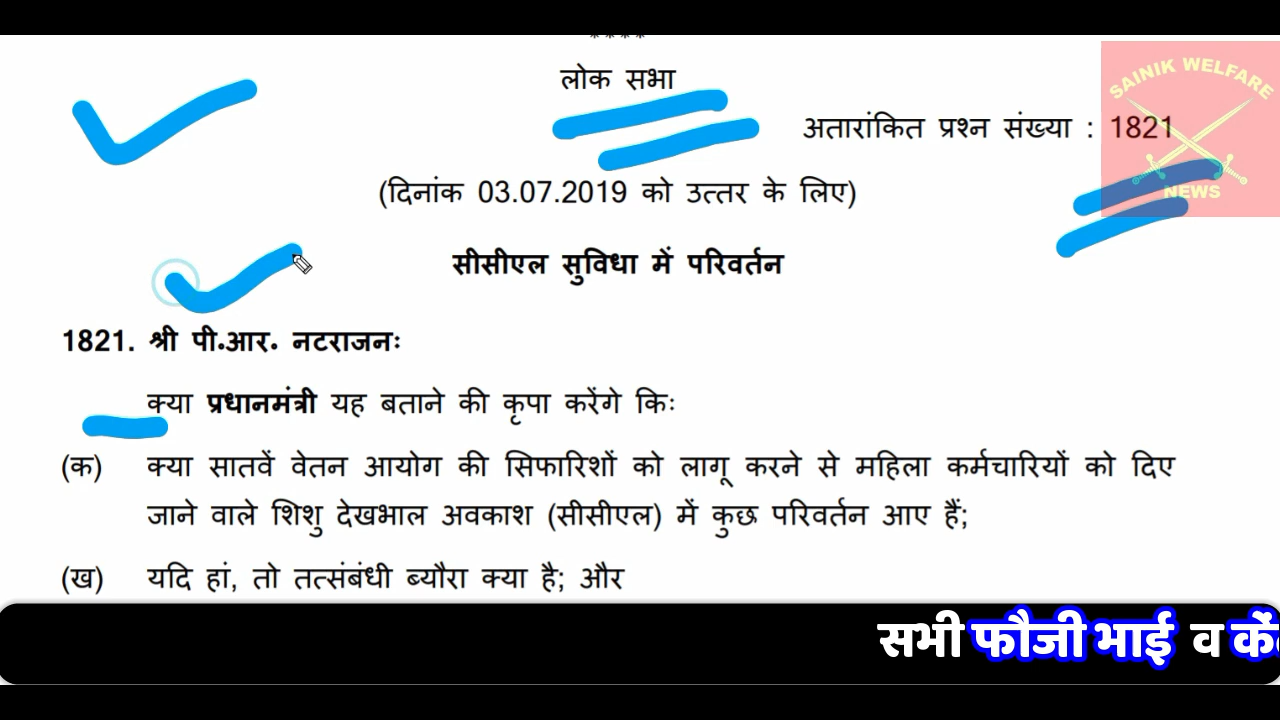 ****
लोक सभा
अतारांकित प्रश्न संख्या : 1821
(दिनांक 03.07.2019 को उत्तर के लिए)
सीसीएल सुविधा में परिवर्तन
1821. श्री पी.आर. नटराजनः
क्या प्रधानमंत्री यह बताने की कृपा करेंगे किः
(क) क्या सातवें वेतन आयोग की सिफारिशों को लागू करने से महिला कर्मचारियों को दिए
जाने वाले शिशु देखभाल अवकाश (सीसीएल) में कुछ परिवर्तन आए हैं;
(ख) यदि हां, तो तत्संबंधी ब्यौरा क्या है; और
SAINIK WELFARE
NEWS
सभी फौजी भाई व